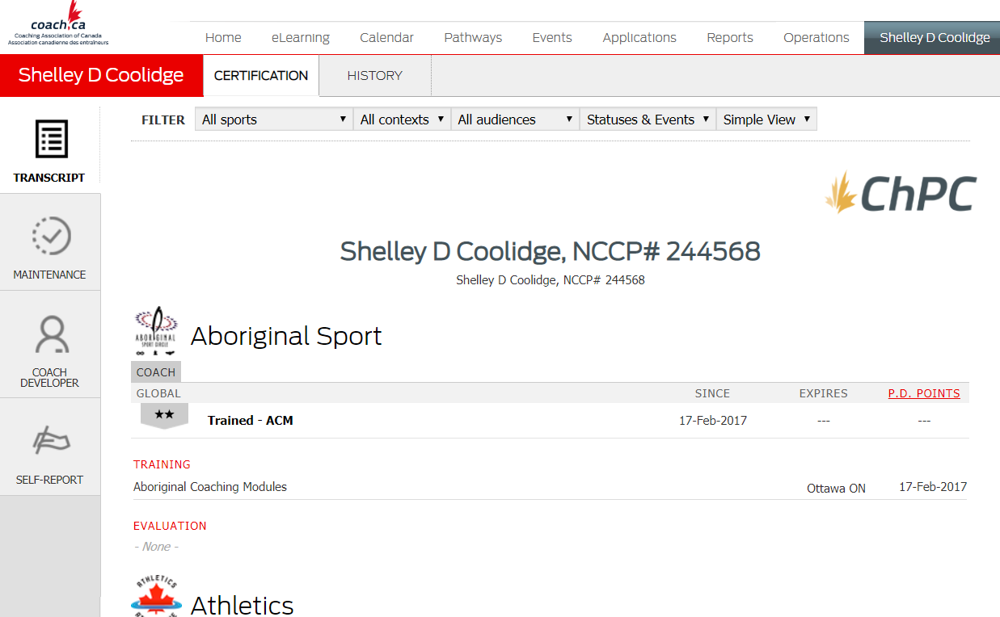 coach.ca
Coaching Association of Canada
Association canadienne des entraîneurs
Home eLearning Calendar Pathways Events Applications Reports Operations Shelley D Coolidge
Shelley D Coolidge CERTIFICATION HISTORY
FILTER All sports All contexts All audiences Statuses & Events Simple View
TRANSCRIPT
MAINTENANCE
COACH
DEVELOPER
SELF-REPORT
ChPC
Shelley D Coolidge, NCCP# 244568
Shelley D Coolidge, NCCP# 244568
ABORIGINAL
SPORT CIRCLE
Aboriginal Sport
COACH
GLOBAL SINCE EXPIRES P.D. POINTS
Trained - ACM 17-Feb-2017 --- ---
TRAINING
Aboriginal Coaching Modules Ottawa ON 17-Feb-2017
EVALUATION
- None -
ATHLETICS
Athletics